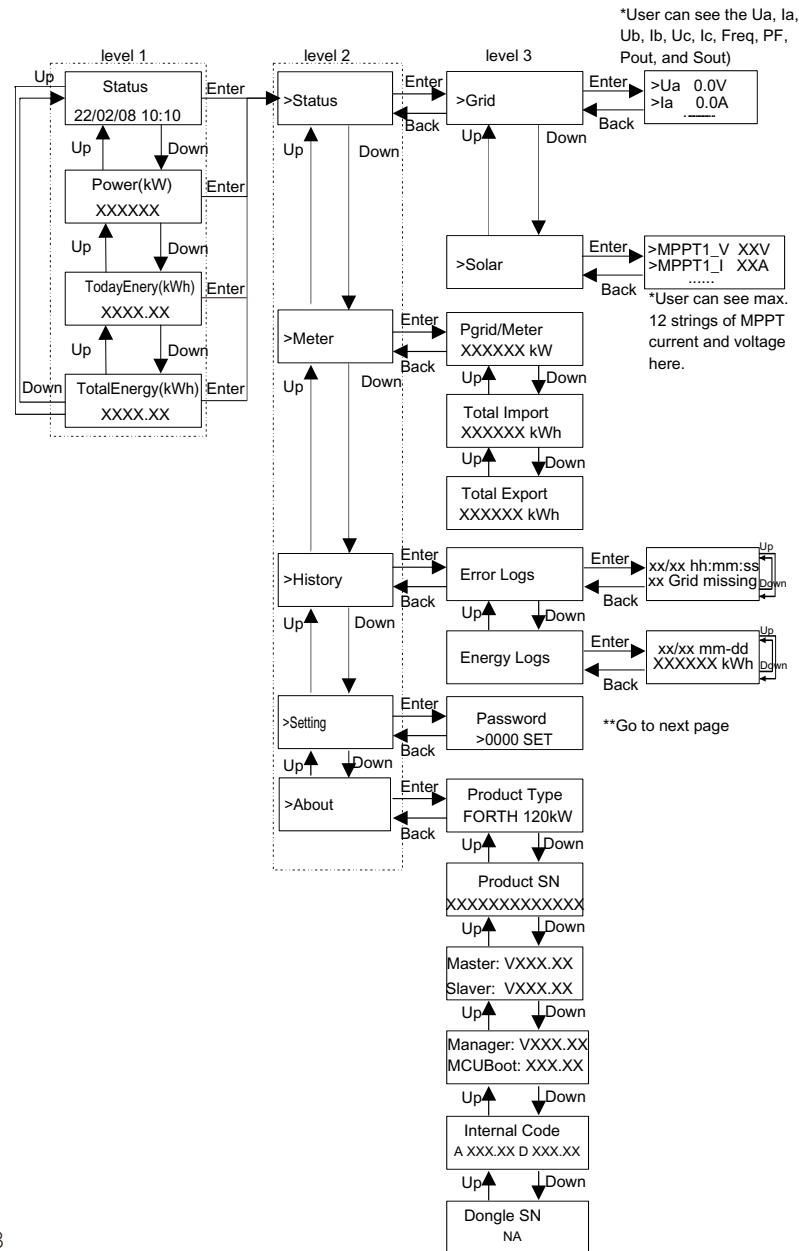 *User can see the Ua, Ia,
Ub, Ib, Uc, Ic, Freq, PF,
Pout, and Sout)
level 1
level 2
level 3
Up
Status
22/02/08 10:10
Enter
>Status
Enter
Back
>Grid
Enter
Back
>Ua 0.0V
>Ia 0.0A
Up
Down
Up
Down
Up
Down
Power(kW)
XXXXXX
Enter
Up
Down
>Solar
Enter
Back
>MPPT1_V XXV
>MPPT1_I XXA
......
*User can see max.
12 strings of MPPT
current and voltage
here.
TodayEnery(kWh)
XXXX.XX
Enter
Up
Down
>Meter
Enter
Back
Pgrid/Meter
XXXXXX kW
Down
TotalEnergy(kWh)
XXXX.XX
Enter
Up
Down
Up
Down
Total Import
XXXXXX kWh
Up
Down
Total Export
XXXXXX kWh
>History
Enter
Back
Error Logs
Enter
Back
xx/xx hh:mm:ss
xx Grid missing
Up
Down
Up
Down
Up
Down
Energy Logs
Enter
Back
xx/xx mm-dd
XXXXXX kWh
Up
Down
>Setting
Enter
Back
Password
>0000 SET
**Go to next page
Up
Down
>About
Enter
Back
Product Type
FORTH 120kW
Up
Down
Product SN
XXXXXXXXXXXXX
Up
Down
Master: VXXX.XX
Slaver: VXXX.XX
Up
Down
Manager: VXXX.XX
MCUBoot: XXX.XX
Up
Down
Internal Code
A XXX.XX D XXX.XX
Up
Down
Dongle SN
NA